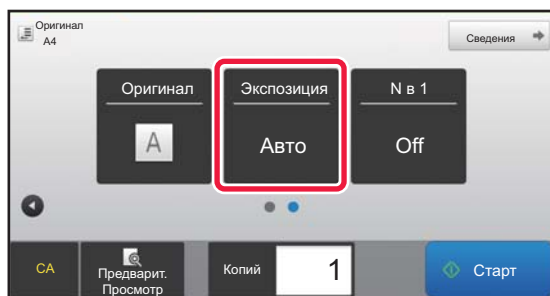 Оригинал
A4
Сведения
Оригинал
Экспозиция
N в 1
A
Авто
Off
CA
Предварит.
Просмотр
Копий
1
Старт